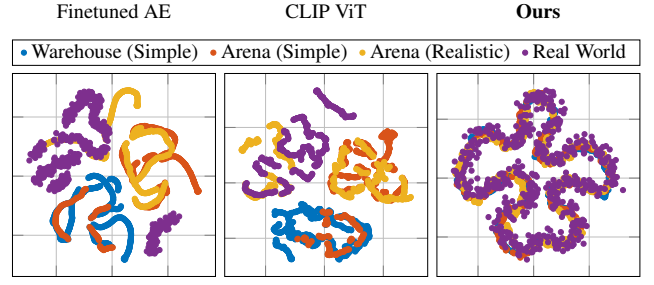 Finetuned AE CLIP ViT Ours
Warehouse (Simple) Arena (Simple) Arena (Realistic) Real World